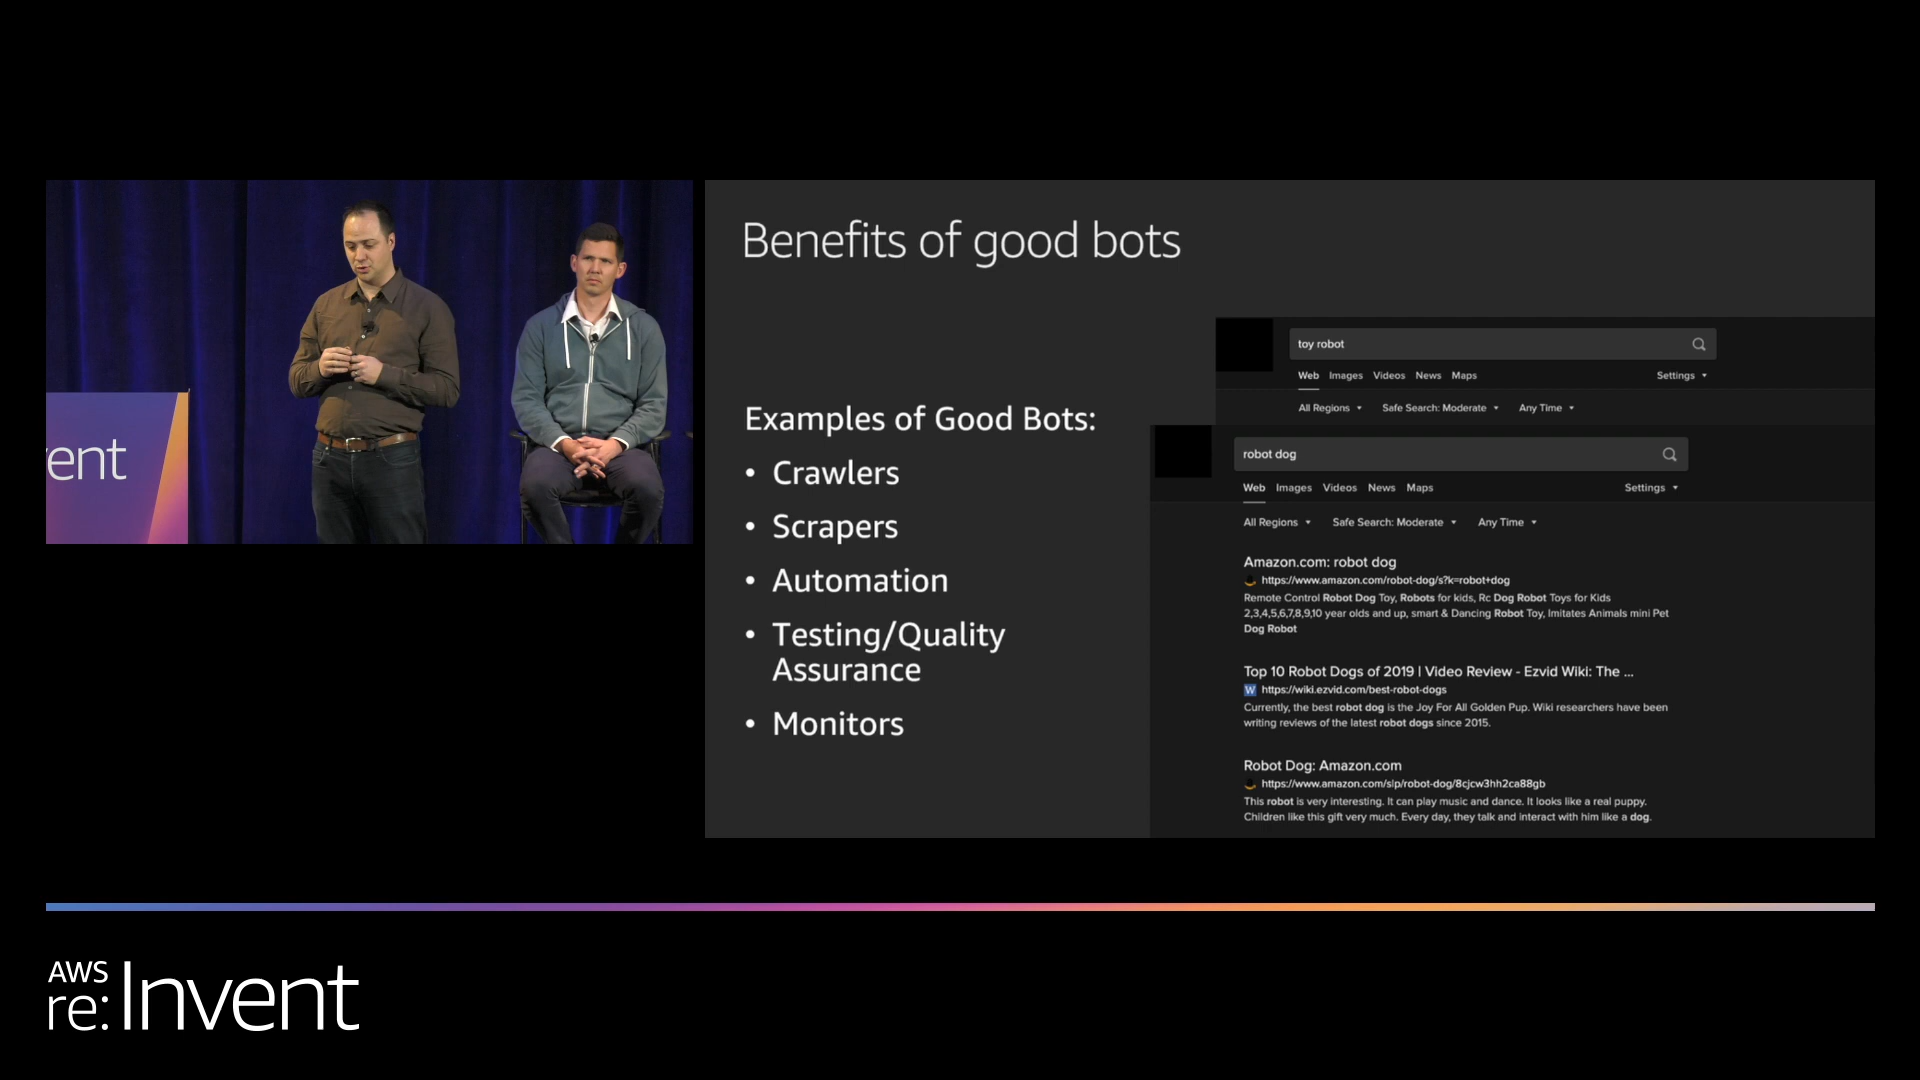 ent
Benefits of good bots
Examples of Good Bots:
• Crawlers
• Scrapers
• Automation
• Testing/Quality
Assurance
• Monitors
toy robot
Web Images Videos News Maps Settings
All Regions Safe Search: Moderate Any Time
robot dog
Web Images Videos News Maps Settings
All Regions Safe Search: Moderate Any Time
Amazon.com: robot dog
https://www.amazon.com/robot-dog/s?k=robot+dog
Remote Control Robot Dog Toy, Robots for kids, Rc Dog Robot Toys for Kids
2,3,4,5,6,7,8,9,10 year olds and up, smart & Dancing Robot Toy, Imitates Animals mini Pet
Dog Robot
Top 10 Robot Dogs of 2019 | Video Review - Ezvid Wiki: The ...
W https://wiki.ezvid.com/best-robot-dogs
Currently, the best robot dog is the Joy For All Golden Pup. Wiki researchers have been
writing reviews of the latest robot dogs since 2015.
Robot Dog: Amazon.com
https://www.amazon.com/slp/robot-dog/8cjcw3hh2ca88gb
This robot is very interesting. It can play music and dance. It looks like a real puppy.
Children like this gift very much. Every day, they talk and interact with him like a dog.
AWS
re:Invent